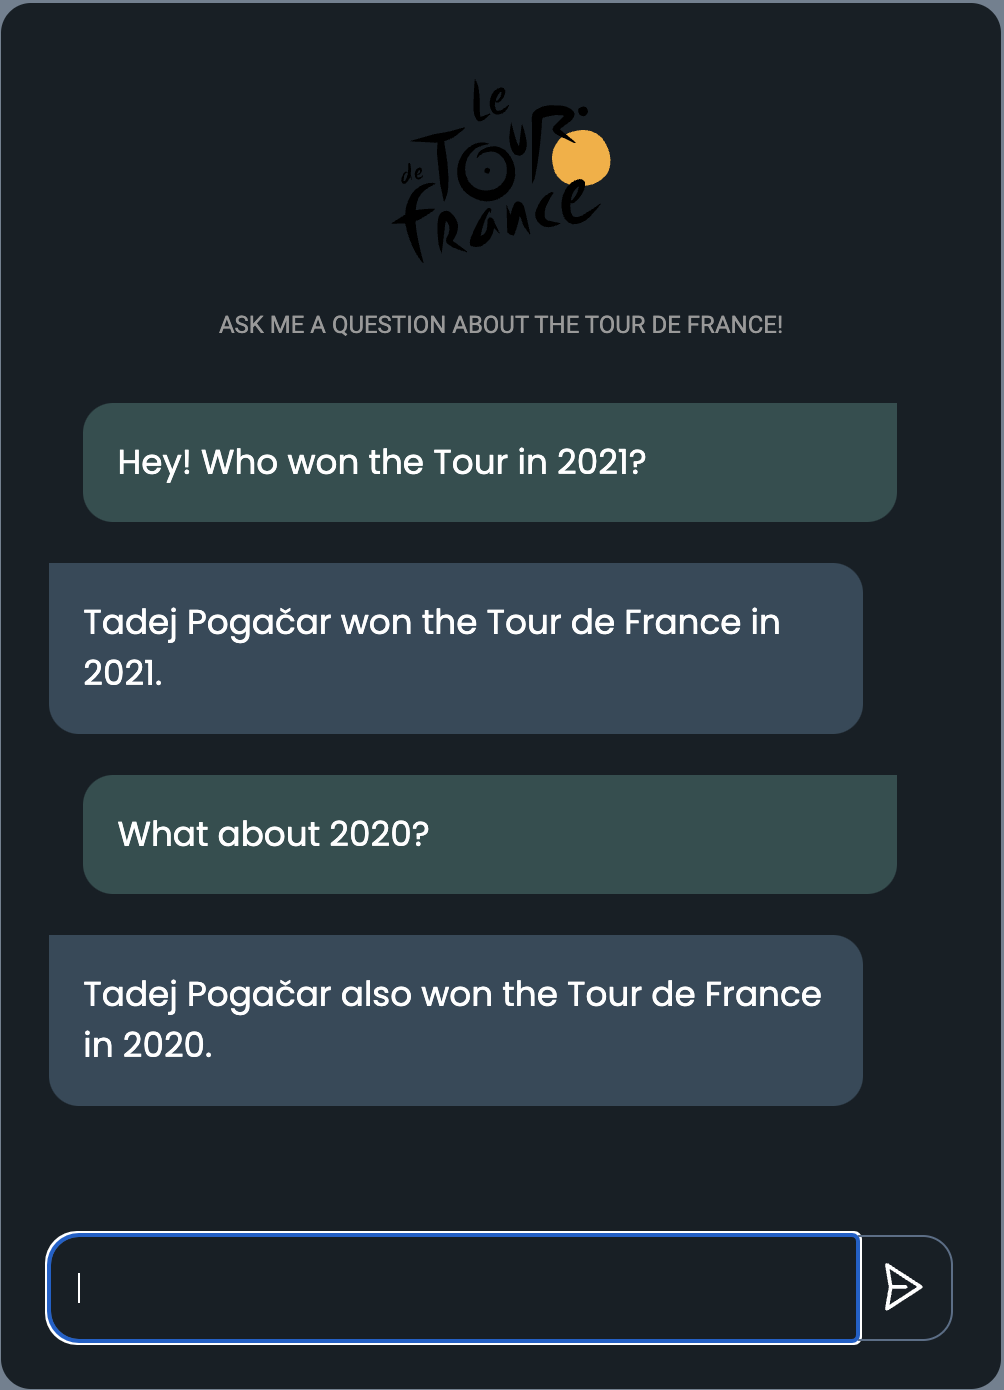 Le
TOUR
de
france
ASK ME A QUESTION ABOUT THE TOUR DE FRANCE!
Hey! Who won the Tour in 2021?
Tadej Pogačar won the Tour de France in
2021.
What about 2020?
Tadej Pogačar also won the Tour de France
in 2020.